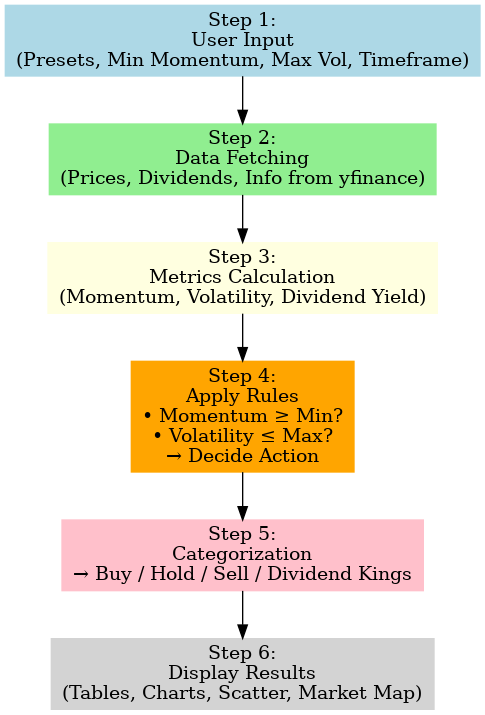 Step 1:
User Input
(Presets, Min Momentum, Max Vol, Timeframe)
Step 2:
Data Fetching
(Prices, Dividends, Info from yfinance)
Step 3:
Metrics Calculation
(Momentum, Volatility, Dividend Yield)
Step 4:
Apply Rules
• Momentum ≥ Min?
• Volatility ≤ Max?
→ Decide Action
Step 5:
Categorization
→ Buy / Hold / Sell / Dividend Kings
Step 6:
Display Results
(Tables, Charts, Scatter, Market Map)